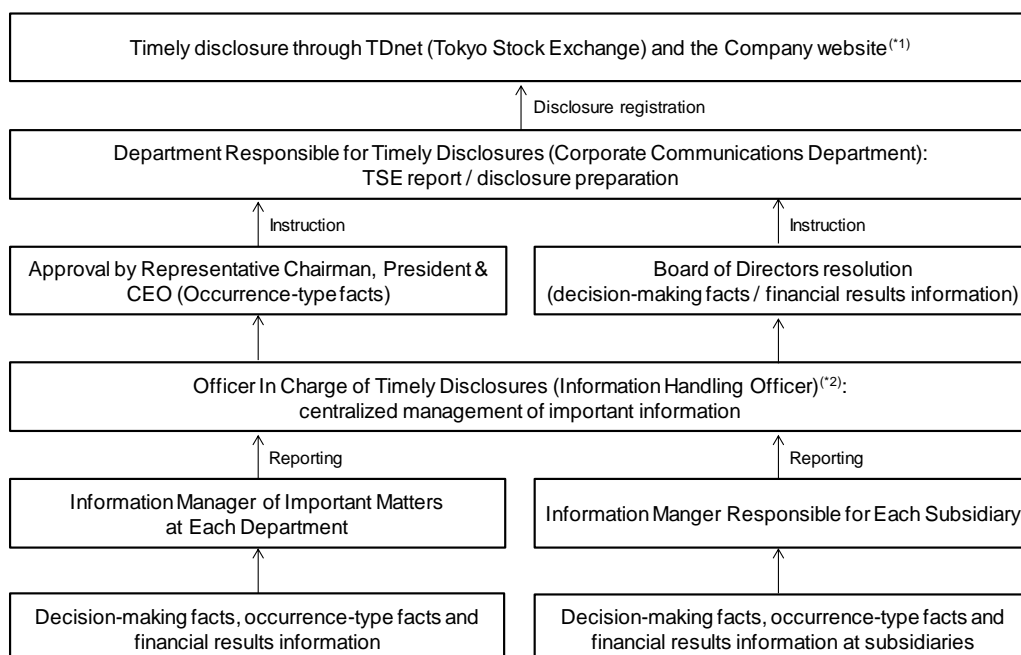 Timely disclosure through TDnet (Tokyo Stock Exchange) and the Company website(*1)
Disclosure registration
Department Responsible for Timely Disclosures (Corporate Communications Department):
TSE report / disclosure preparation
Instruction
Instruction
Approval by Representative Chairman, President &
CEO (Occurrence-type facts)
Board of Directors resolution
(decision-making facts / financial results information)
Officer In Charge of Timely Disclosures (Information Handling Officer)(*2):
centralized management of important information
Reporting
Reporting
Information Manager of Important Matters
at Each Department
Information Manger Responsible for Each Subsidiary
Decision-making facts, occurrence-type facts and
financial results information
Decision-making facts, occurrence-type facts and
financial results information at subsidiaries